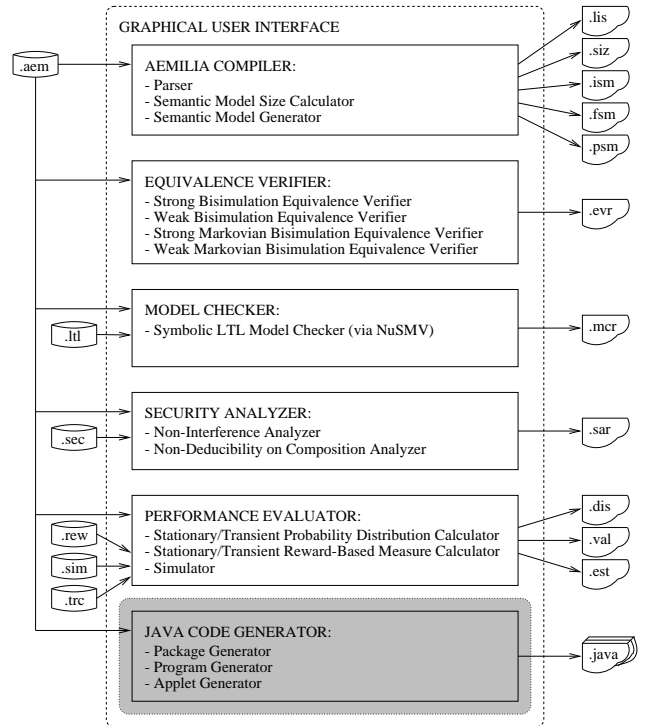 GRAPHICAL USER INTERFACE
.aem
AEMILIA COMPILER:
- Parser
- Semantic Model Size Calculator
- Semantic Model Generator
.lis
.siz
.ism
.fsm
.psm
EQUIVALENCE VERIFIER:
- Strong Bisimulation Equivalence Verifier
- Weak Bisimulation Equivalence Verifier
- Strong Markovian Bisimulation Equivalence Verifier
- Weak Markovian Bisimulation Equivalence Verifier
.evr
MODEL CHECKER:
.ltl
- Symbolic LTL Model Checker (via NuSMV)
.mcr
SECURITY ANALYZER:
.sec
- Non-Interference Analyzer
- Non-Deducibility on Composition Analyzer
.sar
PERFORMANCE EVALUATOR:
.rew
.sim
.trc
- Stationary/Transient Probability Distribution Calculator
- Stationary/Transient Reward-Based Measure Calculator
- Simulator
.dis
.val
.est
JAVA CODE GENERATOR:
- Package Generator
- Program Generator
- Applet Generator
.java